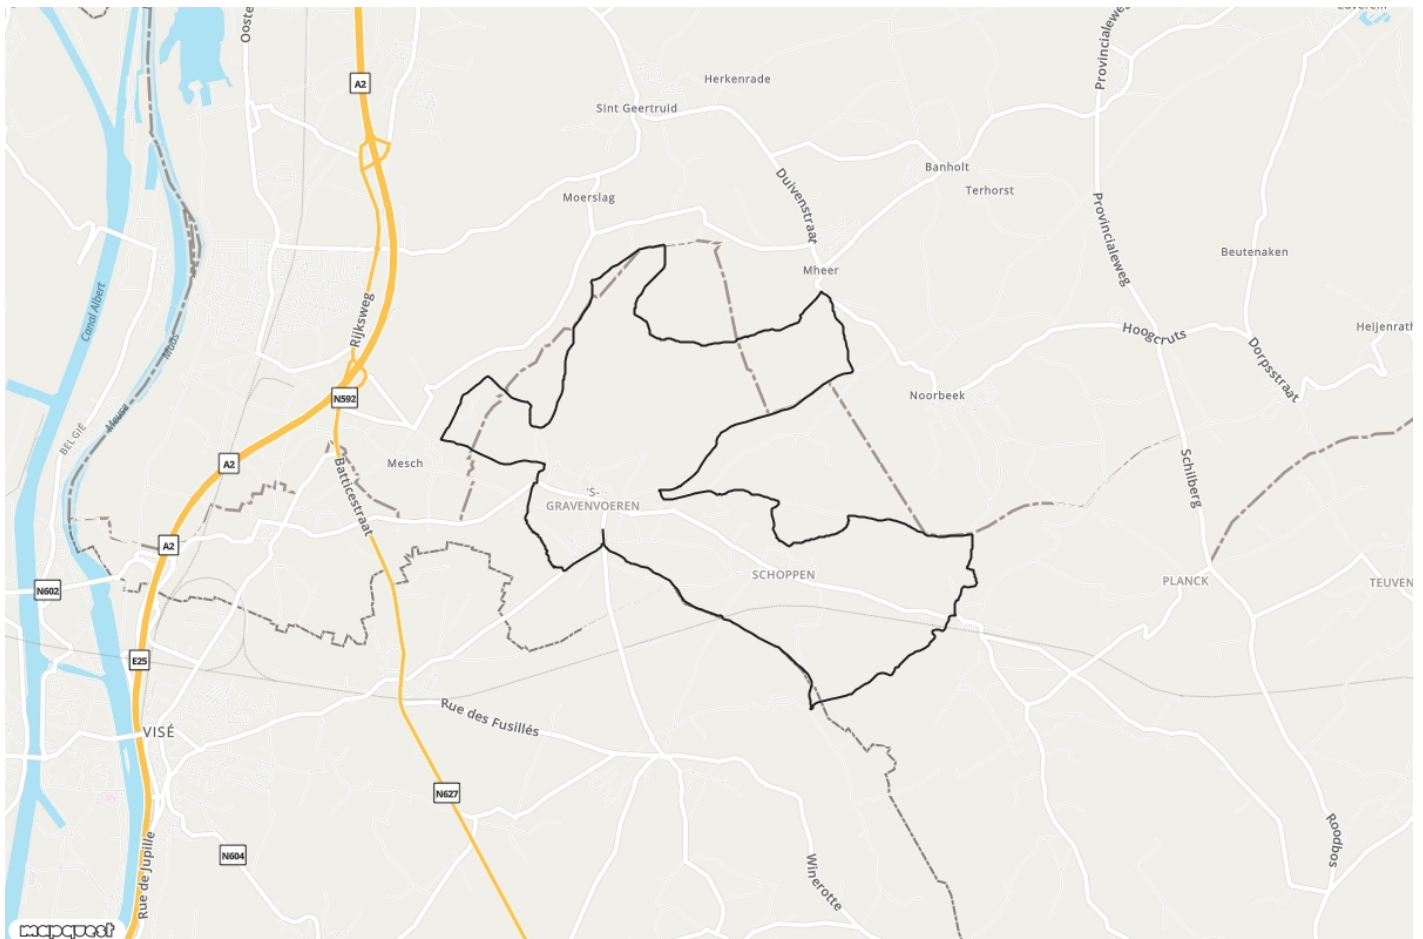 Ooste
Provincialeweg
A2
Herkenrade
Sint Geertruid
Banholt
Terhorst
Moerslag
Duivenstraat
Provincialeweg
Canal Albert
Beutenaken
Mheer
Rijksweg
Maas
Hoogcruts
Heijenrath
Dorpsstraat
N592
Noorbeek
Meuse
BELGIË
A2
Mesch
Batticestraat
'S-
GRAVENVOEREN
Schilberg
A2
SCHOPPEN
PLANCK
TEUVEN
N602
E25
Rue des Fusillés
VISÉ
N627
Rue de Jupille
N604
Winerotte
Roodbos
mapquest